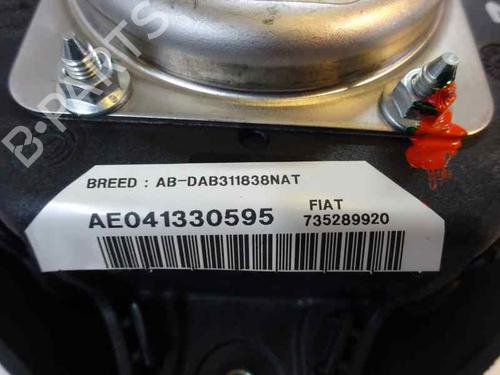 B-PARTS
BREED : AB-DAB311838NAT
AE041330595
FIAT
735289920